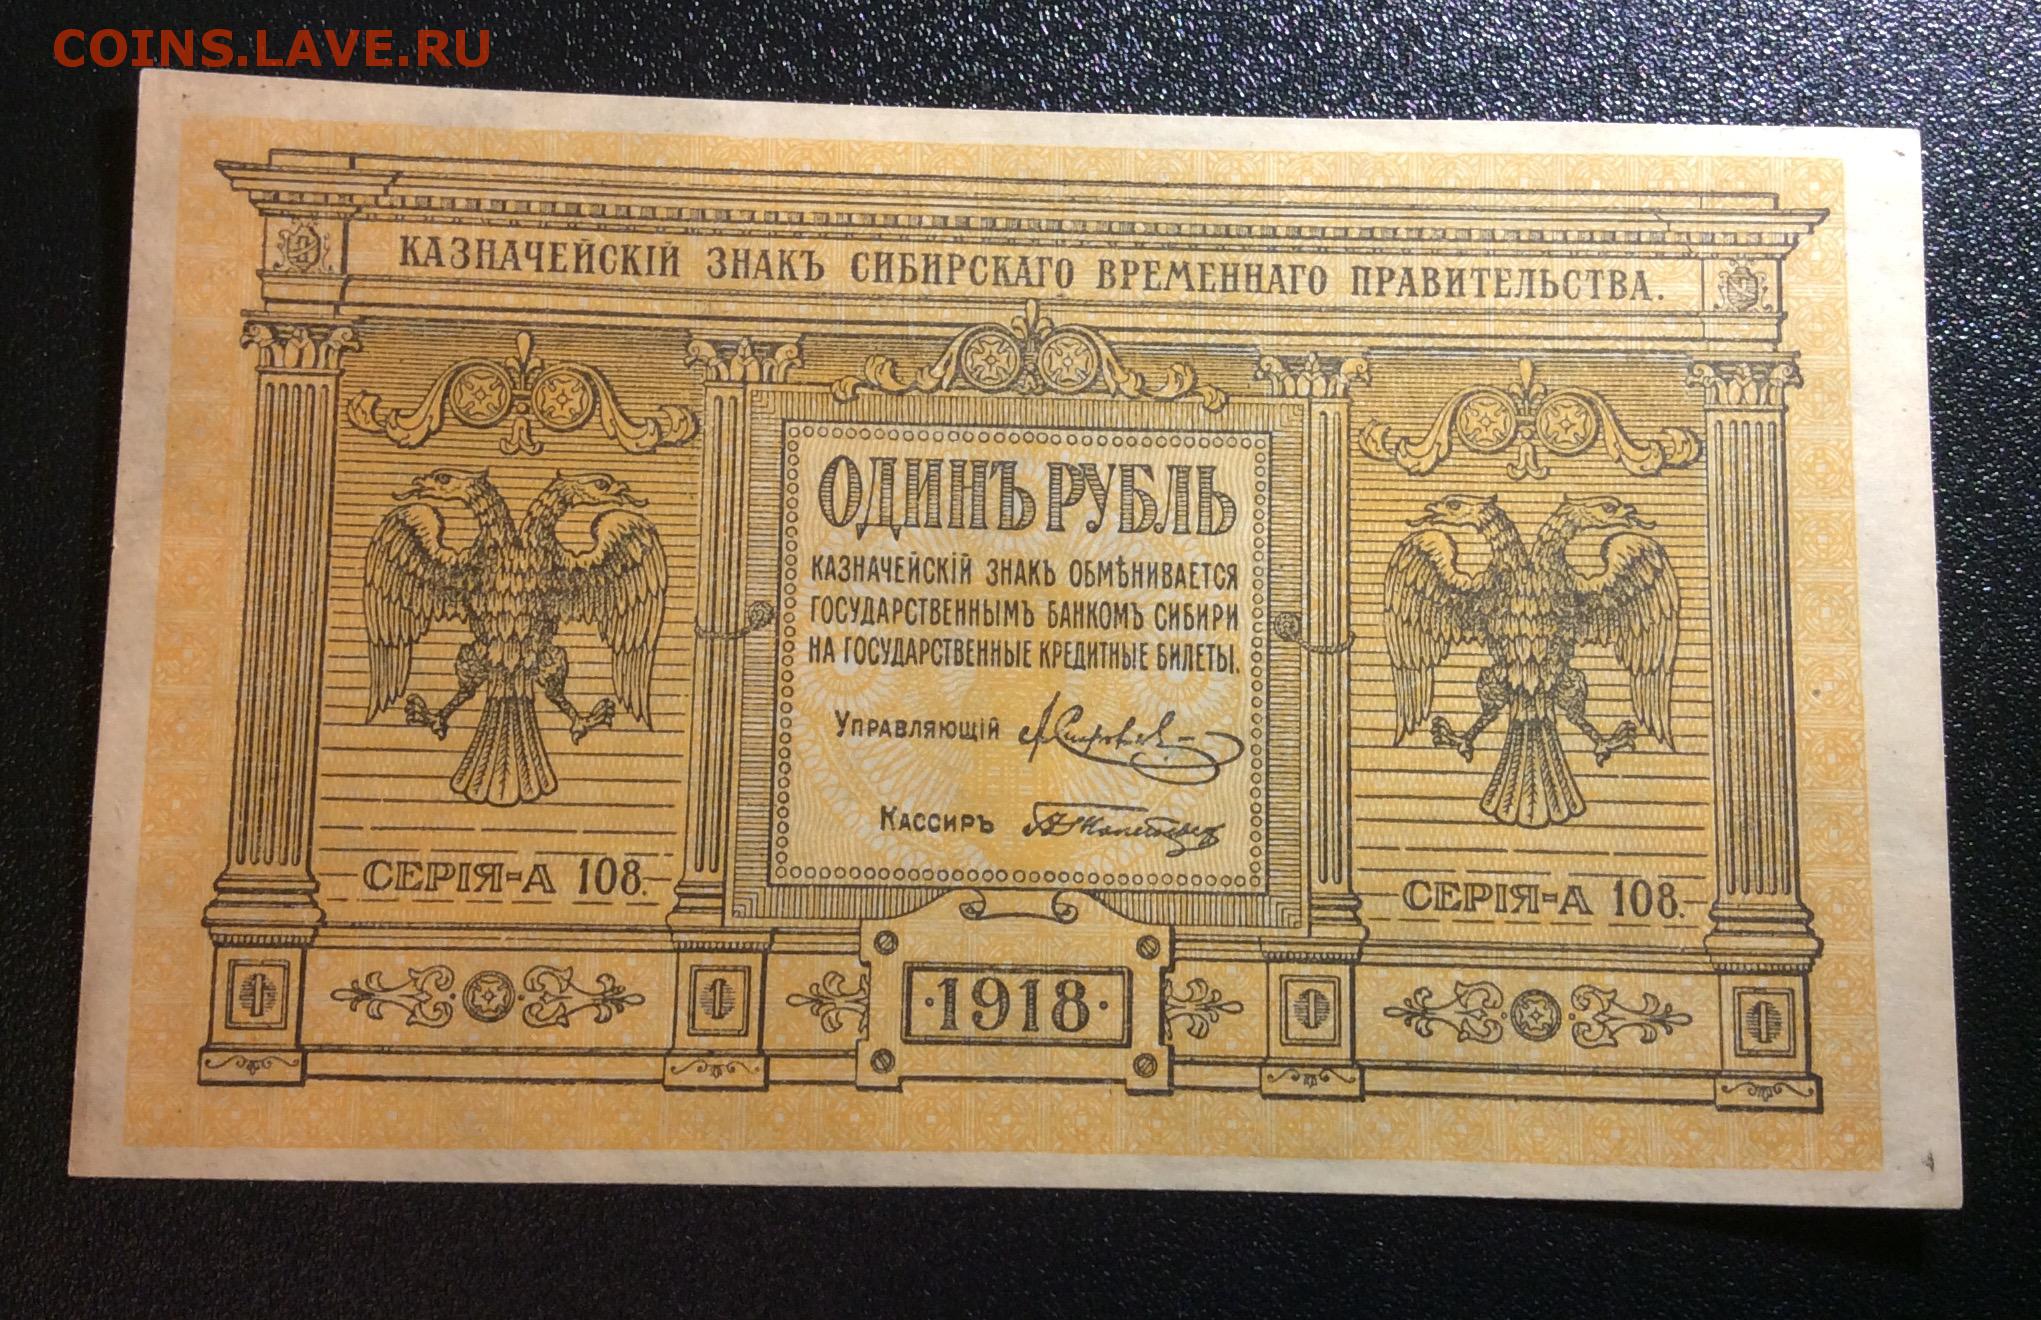 COINS.LAVE.RU
КАЗНАЧЕЙСКІЙ ЗНАКЪ СИБИРСКАГО ВРЕМЕННАГО ПРАВИТЕЛЬСТВА.
ОДИНЪ РУБЛЬ
КАЗНАЧЕЙСКІЙ ЗНАКЪ ОБМѢНИВАЕТСЯ
ГОСУДАРСТВЕННЫМЪ БАНКОМЪ СИБИРИ
НА ГОСУДАРСТВЕННЫЕ КРЕДИТНЫЕ БИЛЕТЫ.
УПРАВЛЯЮЩІЙ
КАССИРЪ
СЕРІЯ-А 108.
СЕРІЯ-А 108.
1 1 1 1
·1918·